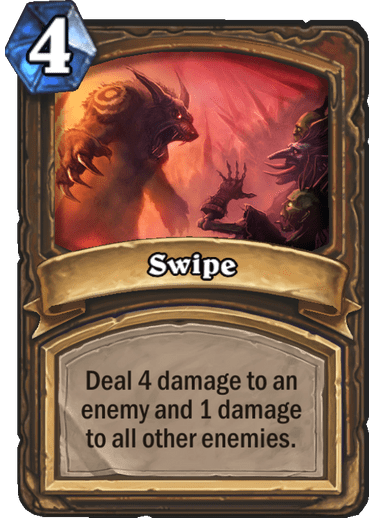 4
Swipe
Deal 4 damage to an
enemy and 1 damage
to all other enemies.